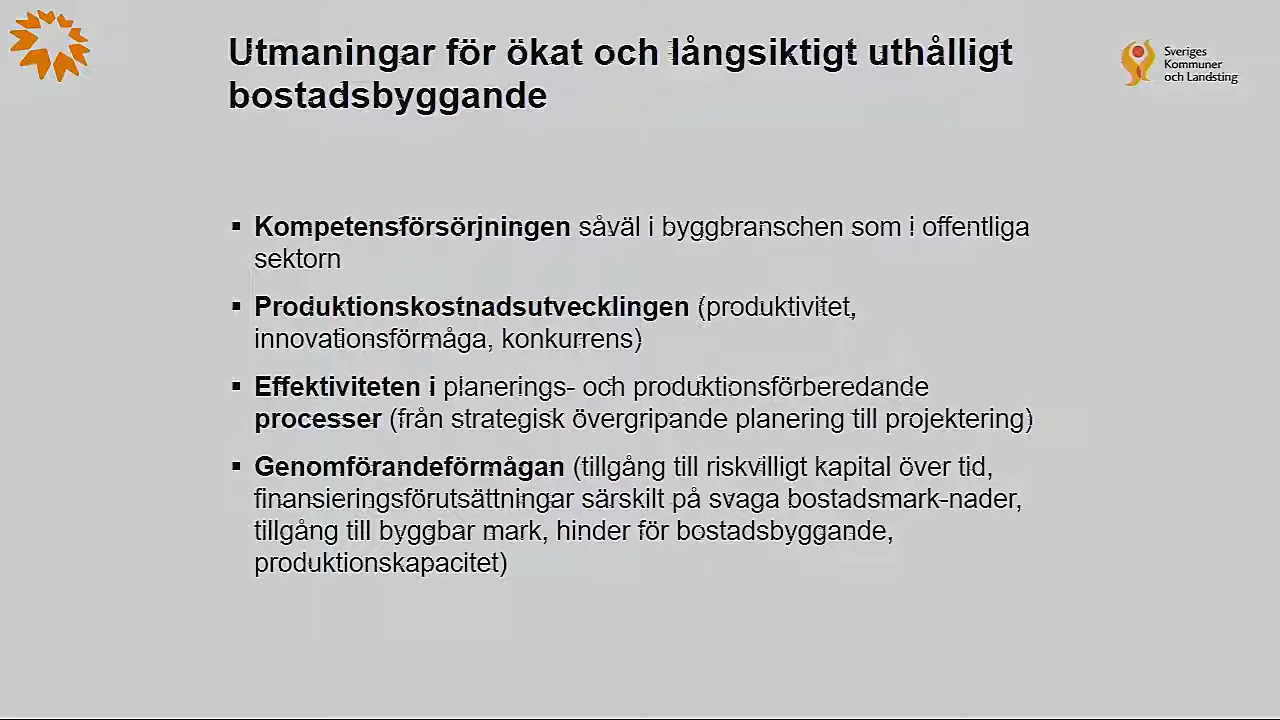 Utmaningar för ökat och långsiktigt uthålligt
bostadsbyggande
Sveriges
Kommuner
och Landsting
▪ Kompetensförsörjningen såväl i byggbranschen som i offentliga
sektorn
▪ Produktionskostnadsutvecklingen (produktivitet,
innovationsförmåga, konkurrens)
▪ Effektiviteten i planerings- och produktionsförberedande
processer (från strategisk övergripande planering till projektering)
▪ Genomförandeförmågan (tillgång till riskvilligt kapital över tid,
finansieringsförutsättningar särskilt på svaga bostadsmark-nader,
tillgång till byggbar mark, hinder för bostadsbyggande,
produktionskapacitet)